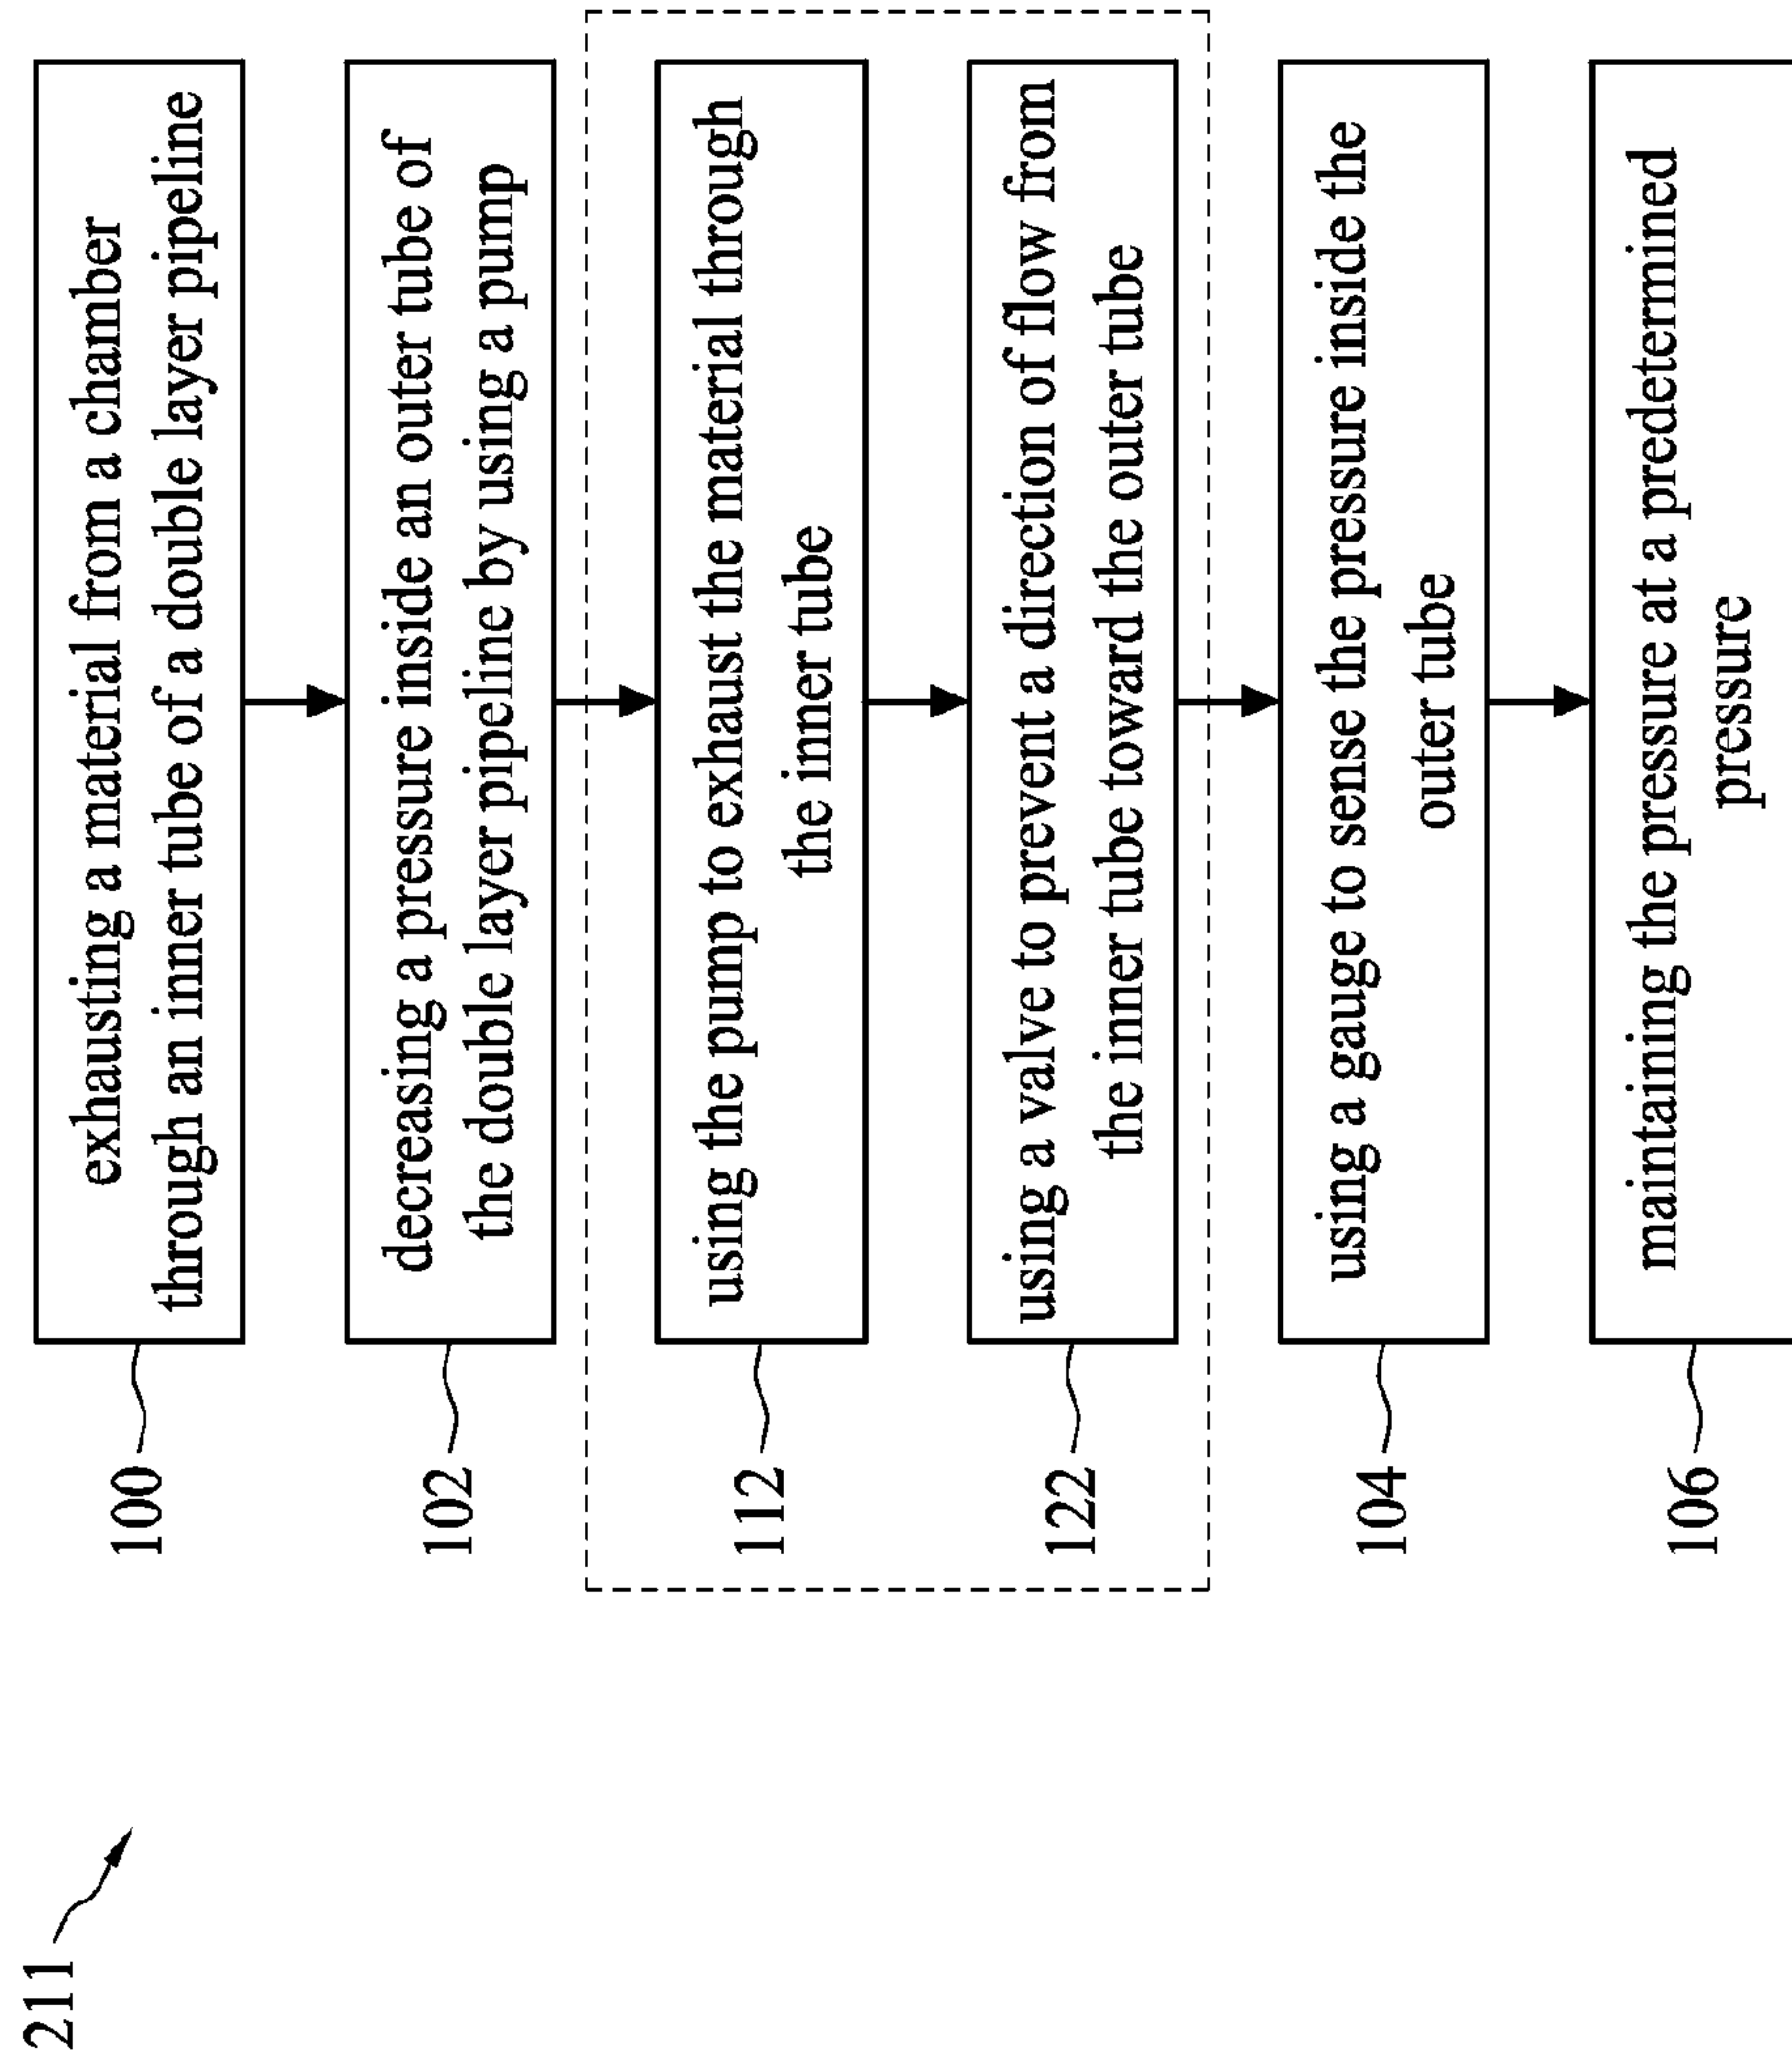 211
100
exhausting a material from a chamber
through an inner tube of a double layer pipeline
102
decreasing a pressure inside an outer tube of
the double layer pipeline by using a pump
112
using the pump to exhaust the material through
the inner tube
122
using a valve to prevent a direction of flow from
the inner tube toward the outer tube
104
using a gauge to sense the pressure inside the
outer tube
106
maintaining the pressure at a predetermined
pressure